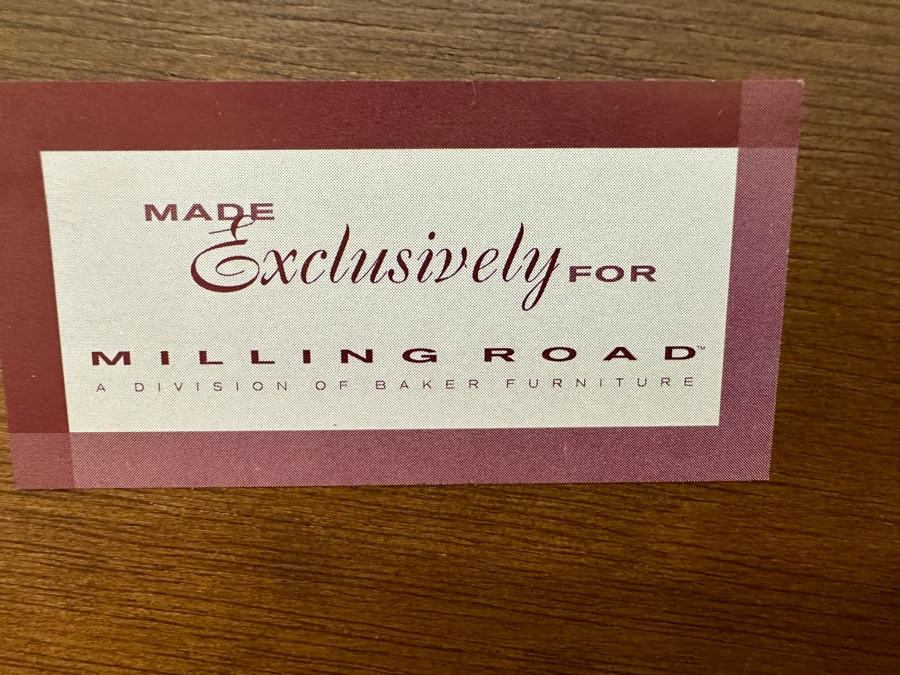 MADE
Exclusively FOR
MILLING ROAD™
A DIVISION OF BAKER FURNITURE